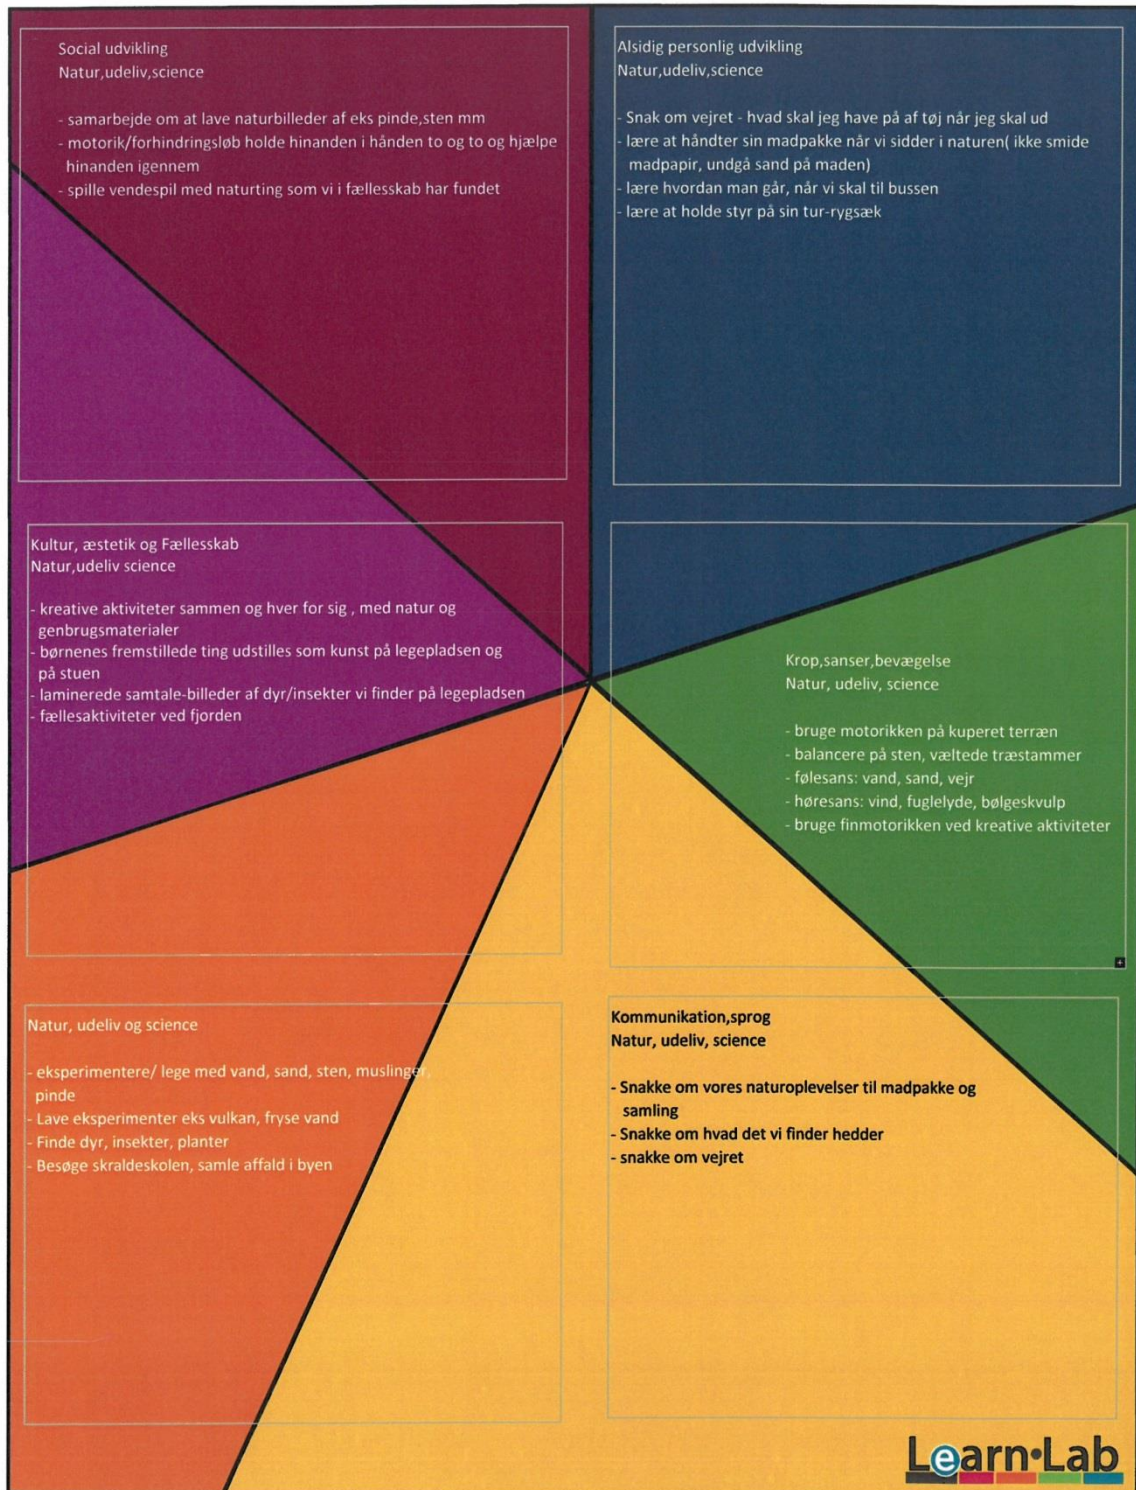 Social udvikling
Natur,udeliv,science
- samarbejde om at lave naturbilleder af eks pinde,sten mm
- motorik/forhindringsløb holde hinanden i hånden to og to og hjælpe
hinanden igennem
- spille vendespil med naturting som vi i fællesskab har fundet
Alsidig personlig udvikling
Natur,udeliv,science
- Snak om vejret - hvad skal jeg have på af tøj når jeg skal ud
- lære at håndter sin madpakke når vi sidder i naturen( ikke smide
madpapir, undgå sand på maden)
- lære hvordan man går, når vi skal til bussen
- lære at holde styr på sin tur-rygsæk
Kultur, æstetik og Fællesskab
Natur,udeliv science
- kreative aktiviteter sammen og hver for sig , med natur og
genbrugsmaterialer
- børnenes fremstillede ting udstilles som kunst på legepladsen og
på stuen
- laminerede samtale-billeder af dyr/insekter vi finder på legepladsen
- fællesaktiviteter ved fjorden
Krop,sanser,bevægelse
Natur, udeliv, science
- bruge motorikken på kuperet terræn
- balancere på sten, væltede træstammer
- følesans: vand, sand, vejr
- høresans: vind, fuglelyde, bølgeskvulp
- bruge finmotorikken ved kreative aktiviteter
Natur, udeliv og science
- eksperimentere/ lege med vand, sand, sten, muslinger,
pinde
- Lave eksperimenter eks vulkan, fryse vand
- Finde dyr, insekter, planter
- Besøge skraldeskolen, samle affald i byen
Kommunikation,sprog
Natur, udeliv, science
- Snakke om vores naturoplevelser til madpakke og
samling
- Snakke om hvad det vi finder hedder
- snakke om vejret
Learn•Lab